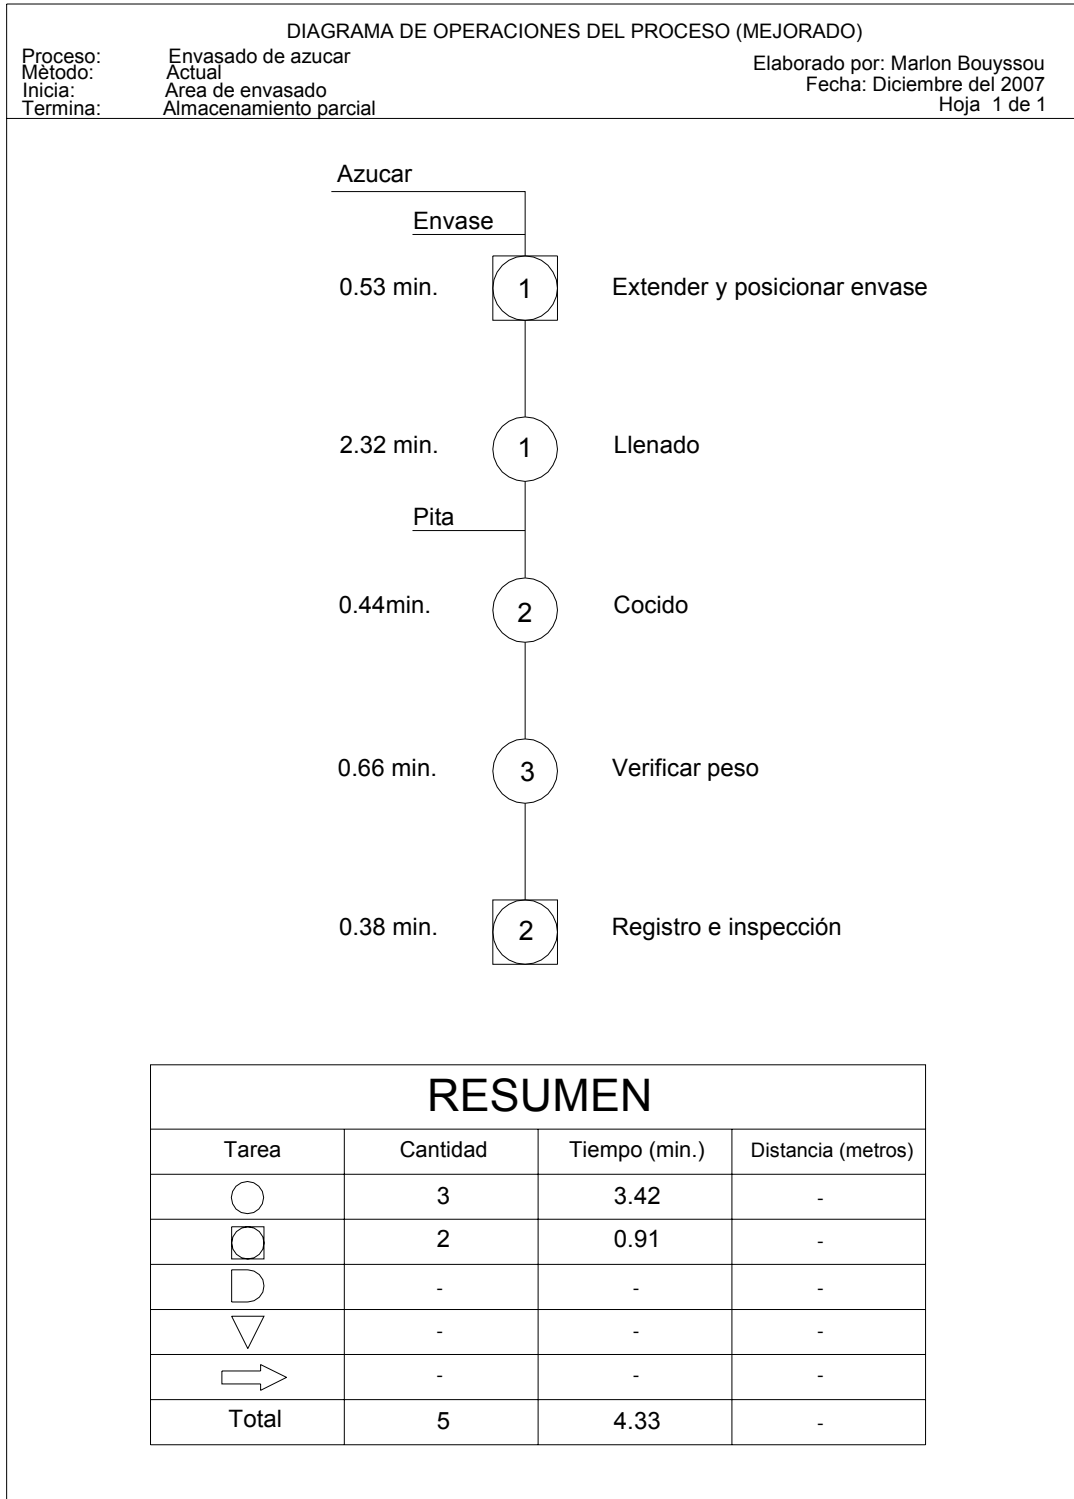 DIAGRAMA DE OPERACIONES DEL PROCESO (MEJORADO)
Proceso: Envasado de azucar
Mètodo: Actual
Inicia: Area de envasado
Termina: Almacenamiento parcial
Elaborado por: Marlon Bouyssou
Fecha: Diciembre del 2007
Hoja 1 de 1
Azucar
Envase
0.53 min. 1 Extender y posicionar envase
2.32 min. 1 Llenado
Pita
0.44min. 2 Cocido
0.66 min. 3 Verificar peso
0.38 min. 2 Registro e inspección
RESUMEN
Tarea Cantidad Tiempo (min.) Distancia (metros)
3 3.42 -
2 0.91 -
- - -
- - -
- - -
Total 5 4.33 -